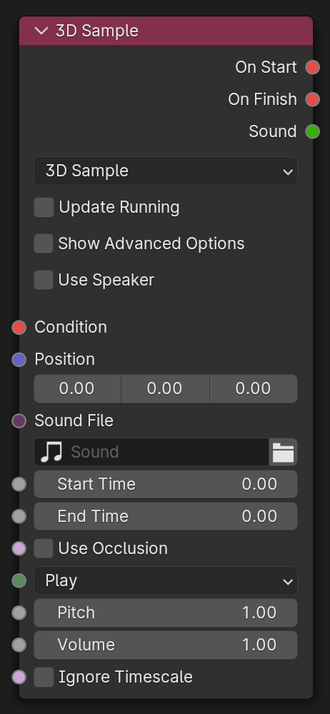 3D Sample
On Start
On Finish
Sound
3D Sample
Update Running
Show Advanced Options
Use Speaker
Condition
Position
0.00 0.00 0.00
Sound File
Sound
Start Time 0.00
End Time 0.00
Use Occlusion
Play
Pitch 1.00
Volume 1.00
Ignore Timescale